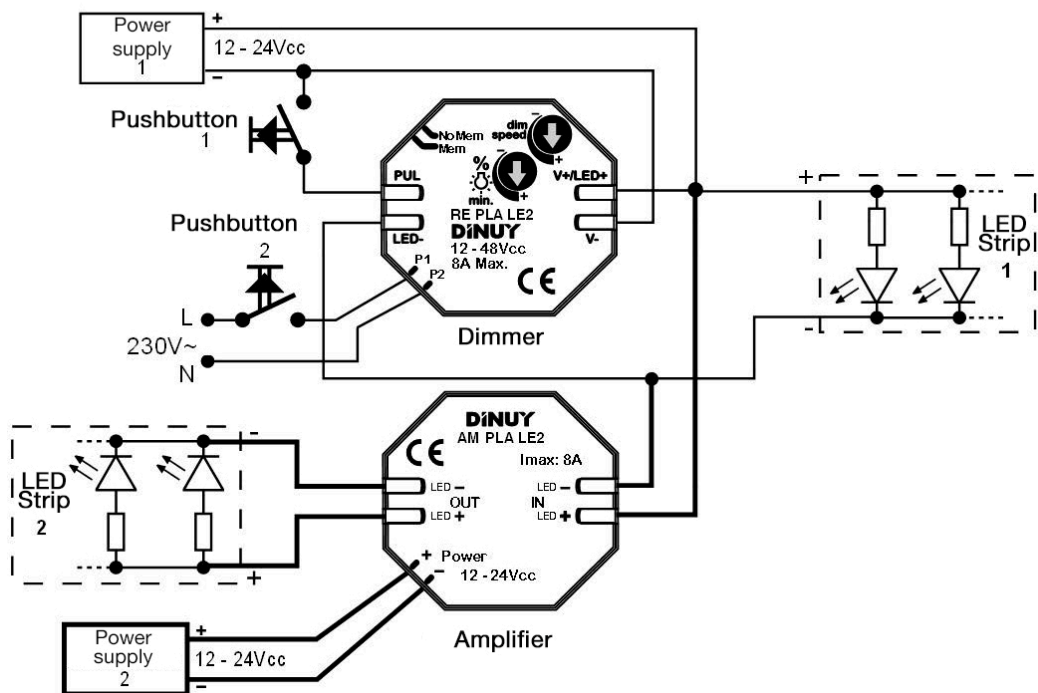 Power
supply
1
+
12 - 24Vcc
−
Pushbutton
1
No Mem
Mem
dim
speed
−
+
%
min.
−
+
PUL
LED-
V+/LED+
V-
RE PLA LE2
DiNUY
12 - 48Vcc
8A Max.
P1
P2
CE
Dimmer
Pushbutton
2
L
230V~
N
+
-
LED
Strip
1
DiNUY
AM PLA LE2
CE
Imax: 8A
LED −
OUT
LED +
IN
LED −
LED +
+ Power
− 12 - 24Vcc
Amplifier
LED
Strip
2
-
+
Power
supply
2
+
12 - 24Vcc
−